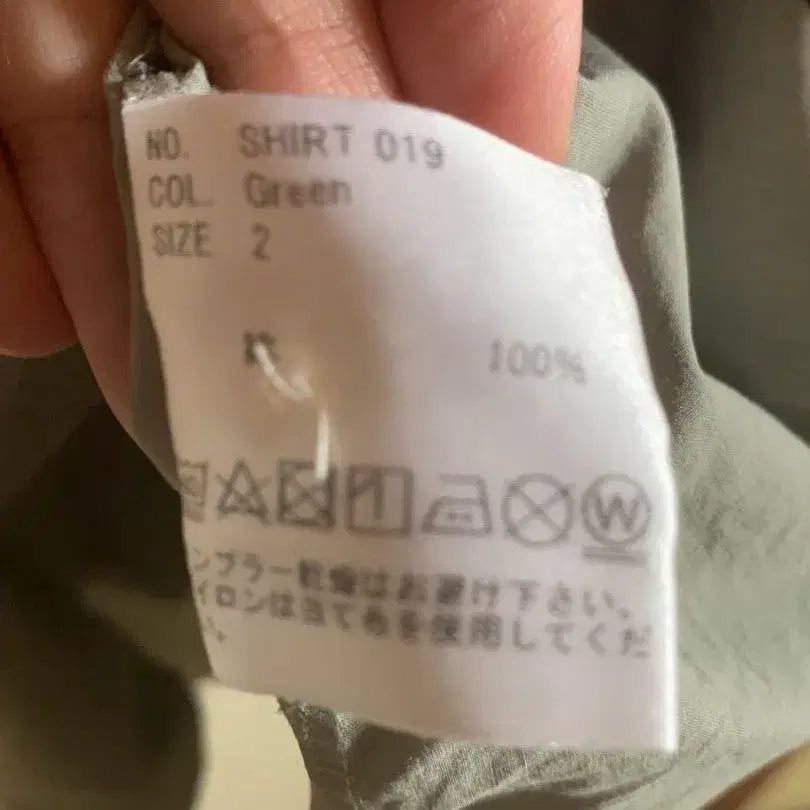 NO. SHIRT 019
COL. Green
SIZE 2
100%
W
ンブラー乾燥はお避け下さい。
イロンは当て布を使用してくだ
い。